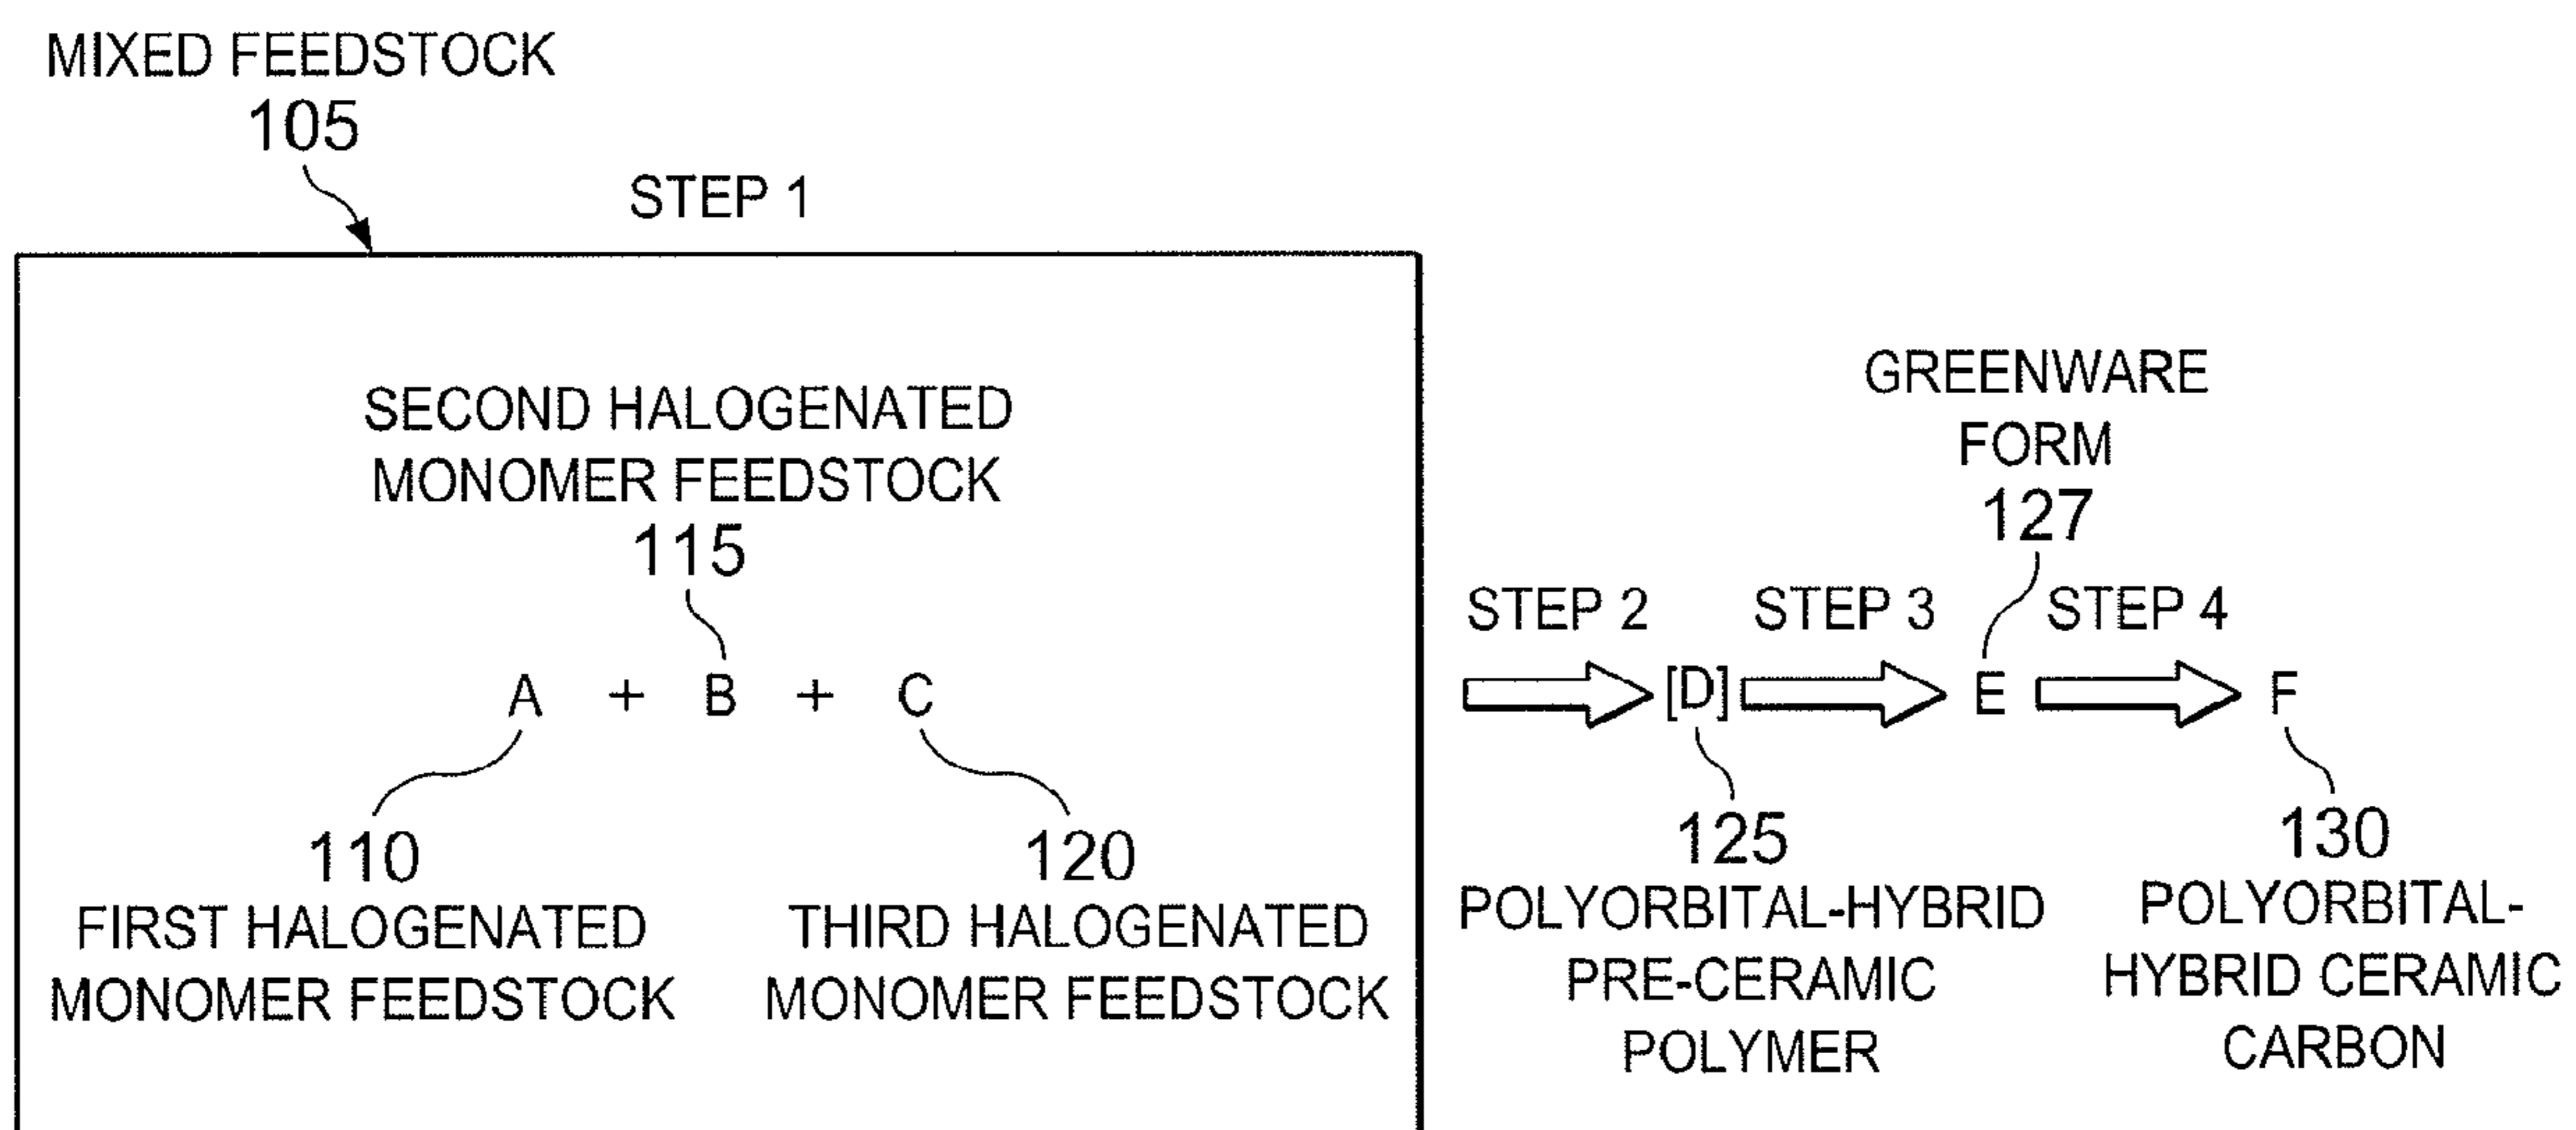 MIXED FEEDSTOCK
105
STEP 1
SECOND HALOGENATED
MONOMER FEEDSTOCK
115
A + B + C
110
FIRST HALOGENATED
MONOMER FEEDSTOCK
120
THIRD HALOGENATED
MONOMER FEEDSTOCK
GREENWARE
FORM
127
STEP 2 STEP 3 STEP 4
[D] E F
125
POLYORBITAL-HYBRID
PRE-CERAMIC
POLYMER
130
POLYORBITAL-
HYBRID CERAMIC
CARBON